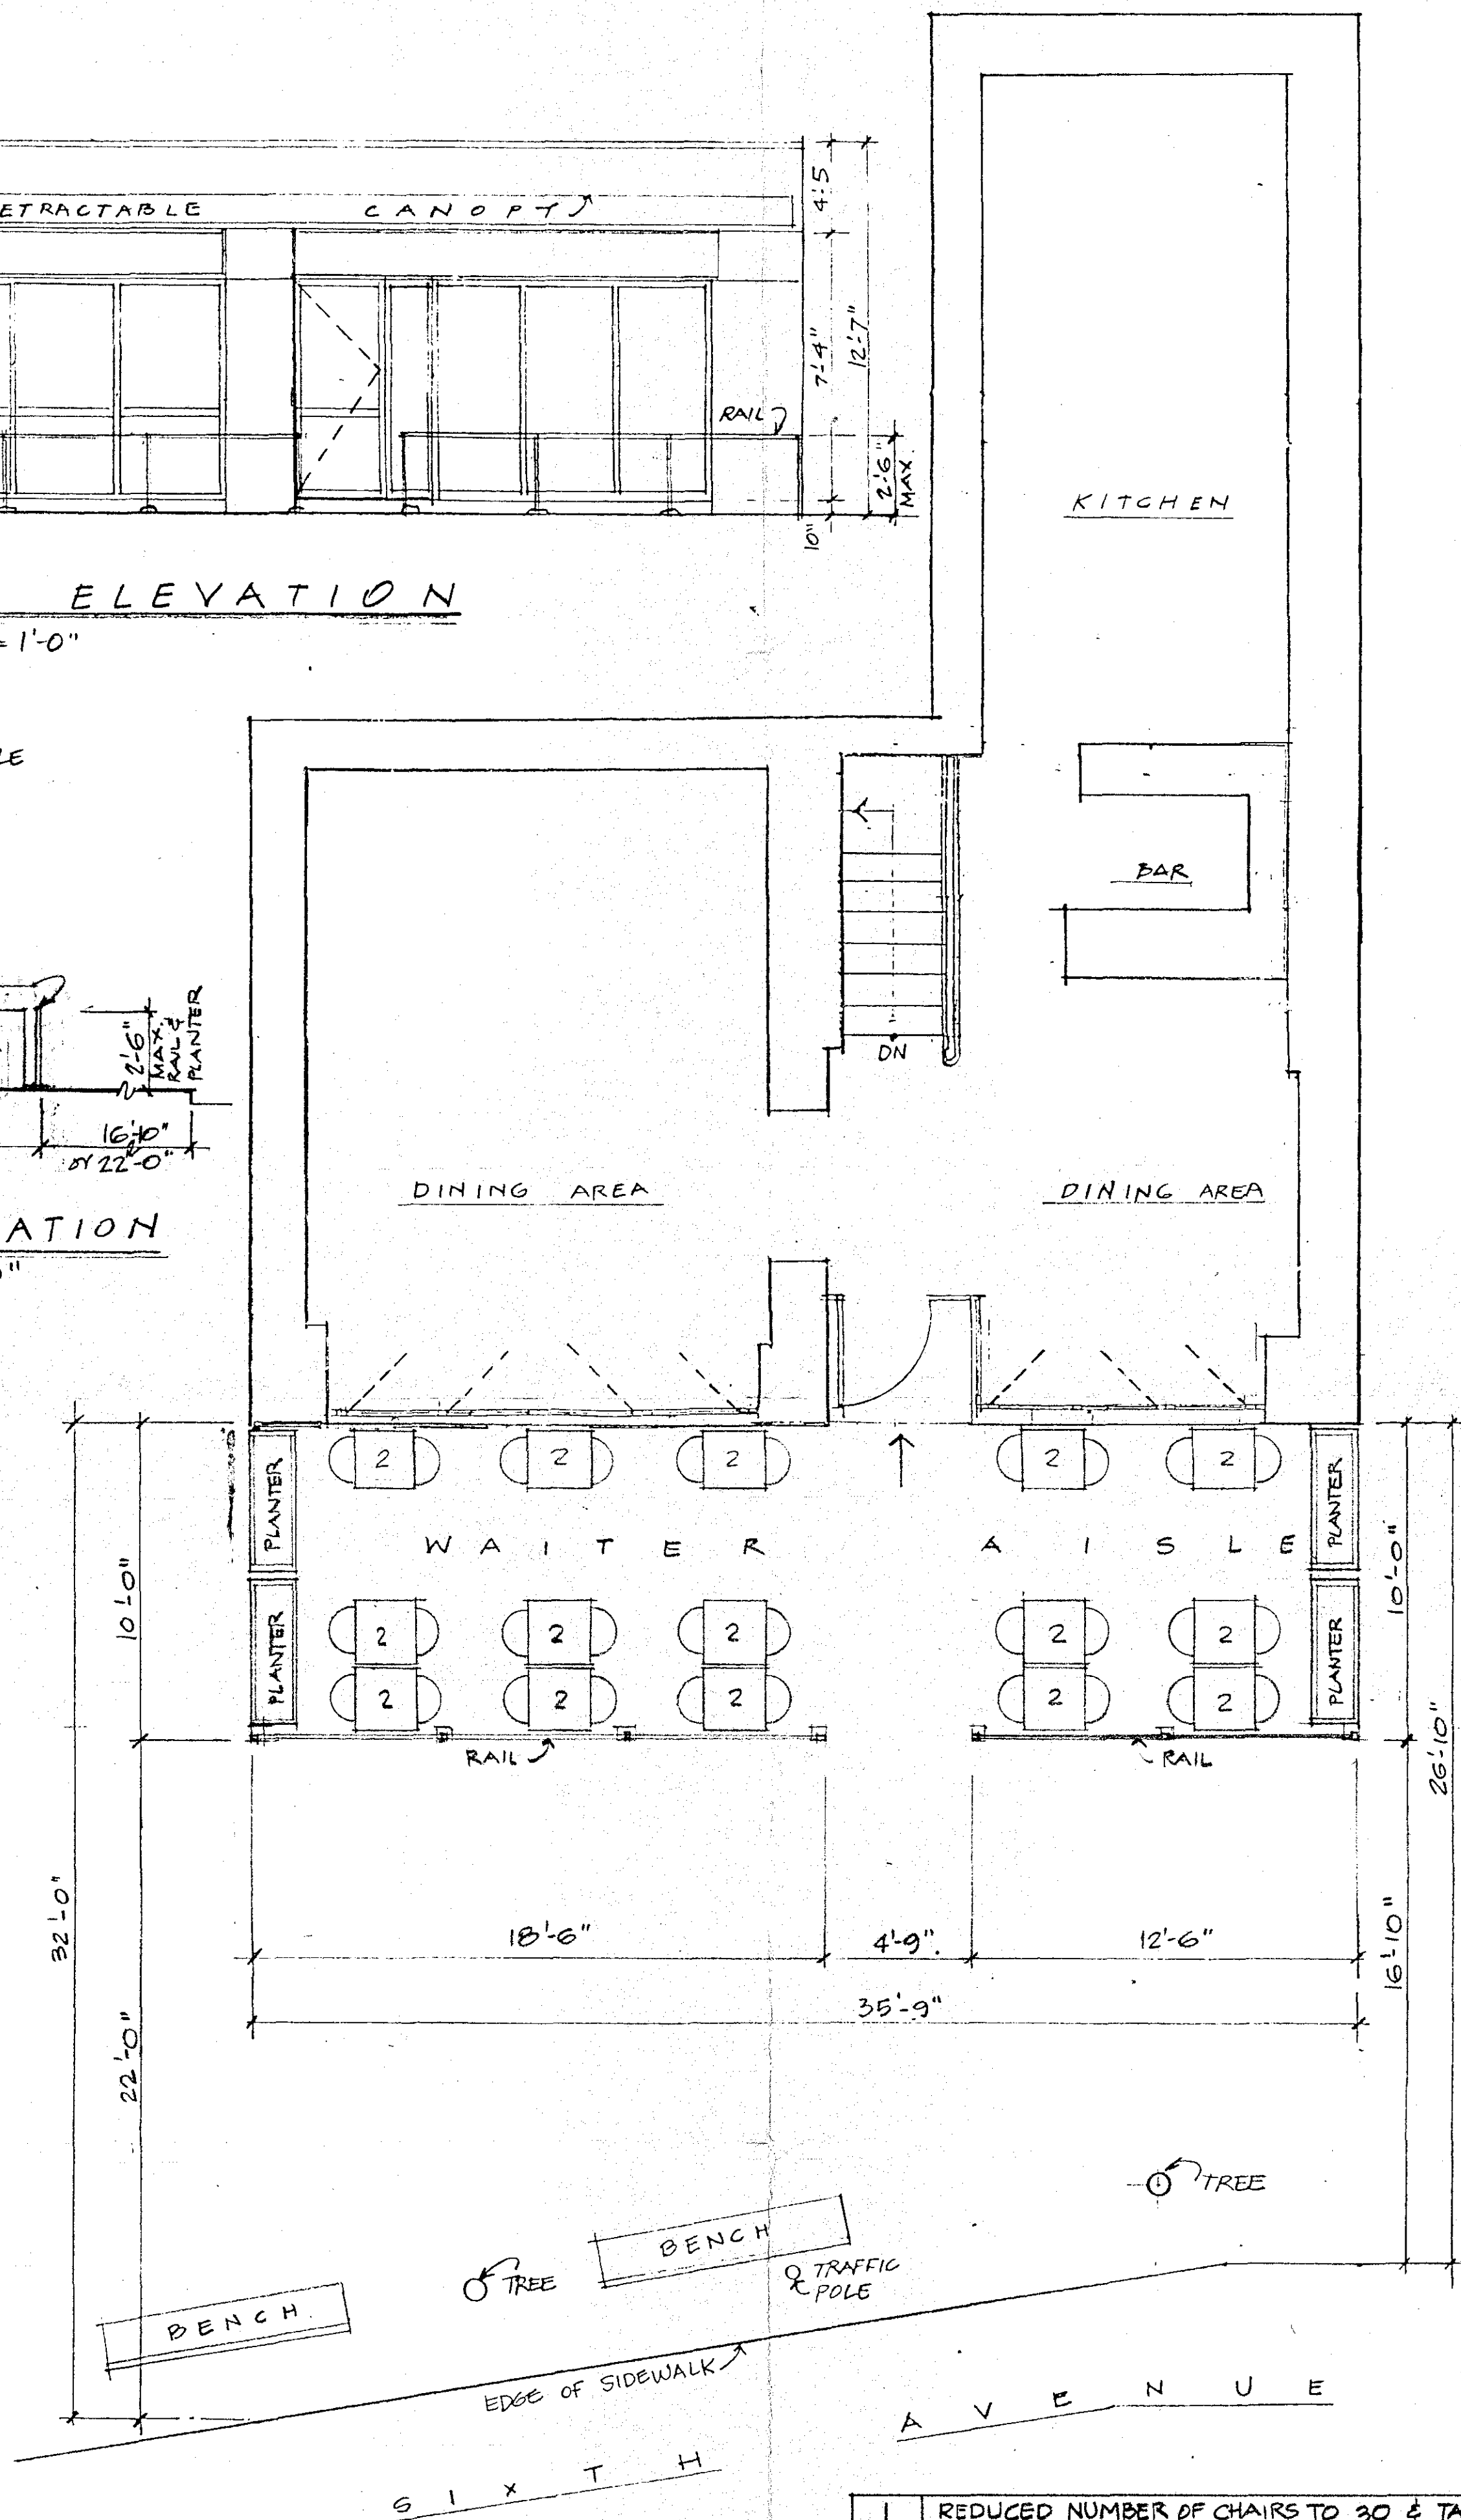 ETRACTABLE CANOPY
4'-5
7'-4"
12'-7"
RAIL
2'-6"
MAX.
10"
ELEVATION
= 1'-0"
KITCHEN
LE
BAR
DN
2'-6"
MAX.
RAIL &
PLANTER
16'-10"
or 22'-0"
ATION
DINING AREA
DINING AREA
2 2 2 2 2
PLANTER
PLANTER
WAITER AISLE
10'-0"
10'-0"
PLANTER
PLANTER
2 2 2 2 2
2 2 2 2 2
RAIL
RAIL
26'-10"
32'-0"
18'-6" 4'-9" 12'-6"
16'-10"
35'-9"
22'-0"
TREE
BENCH
TREE
TRAFFIC
POLE
BENCH
EDGE OF SIDEWALK
SIXTH AVENUE
1 REDUCED NUMBER OF CHAIRS TO 30 & TA